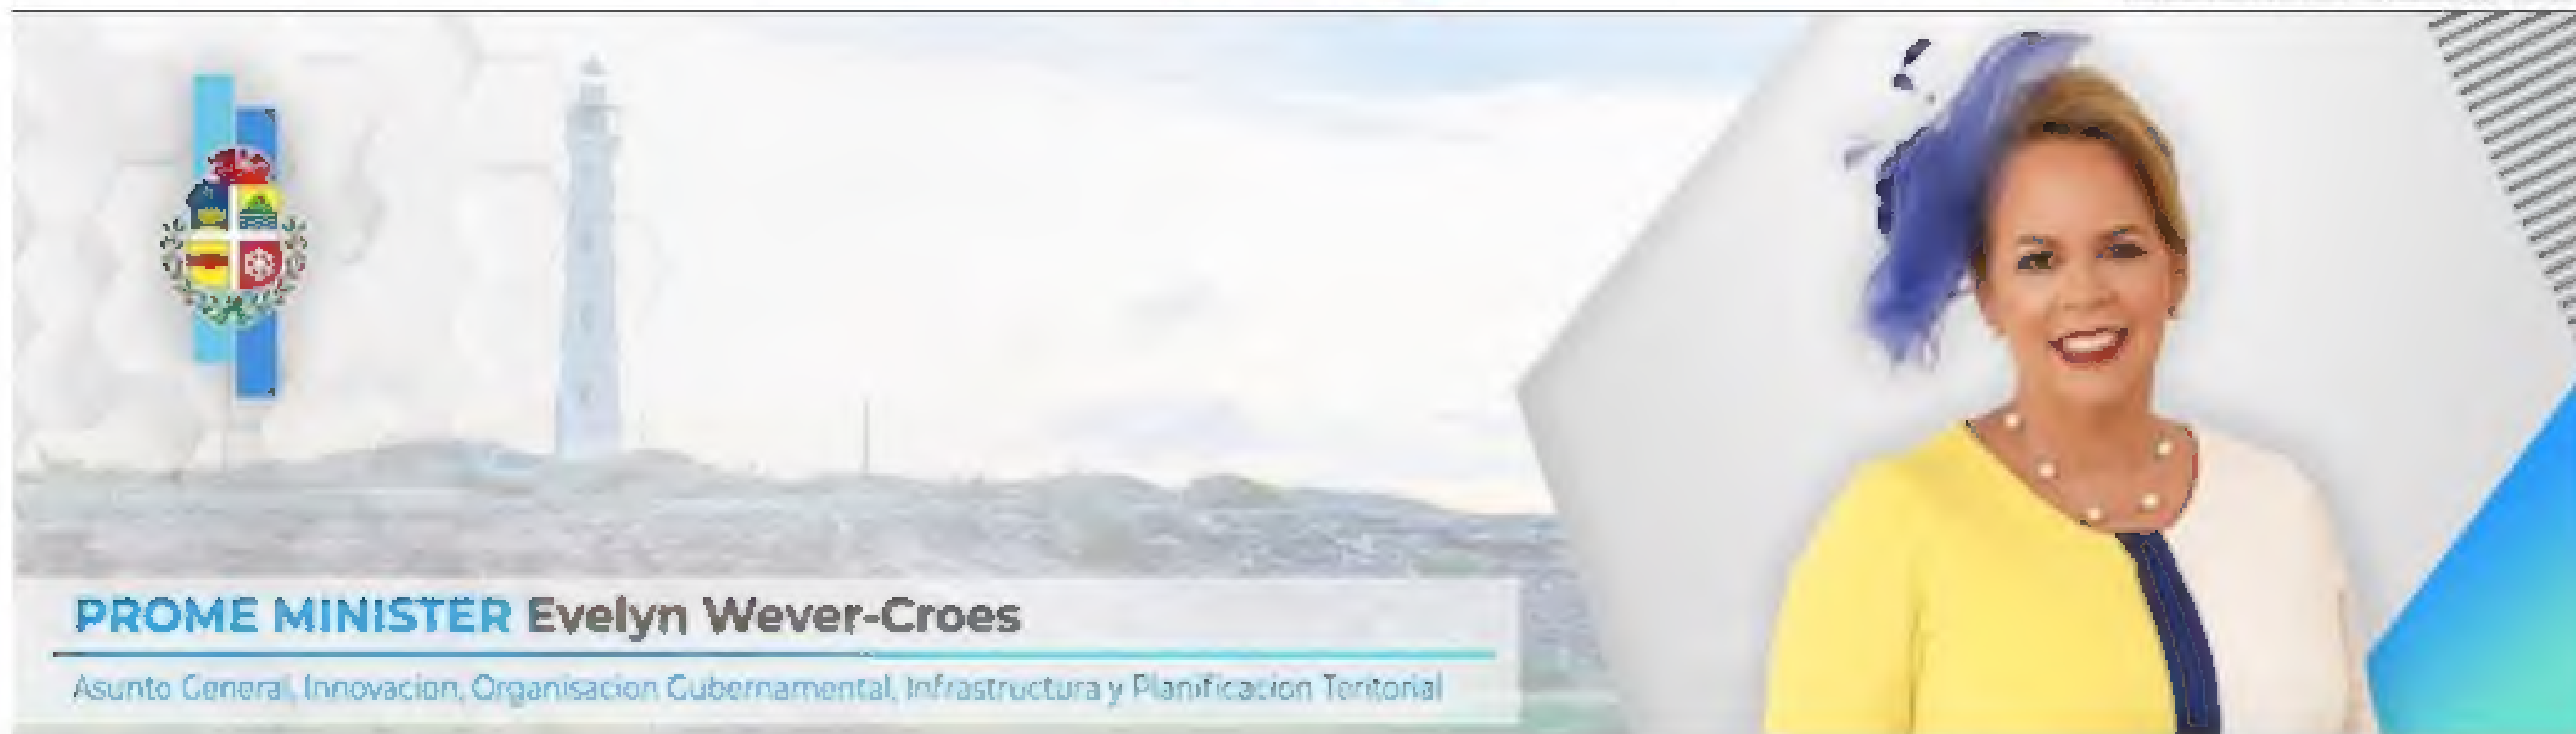 PROME MINISTER Evelyn Wever-Croes
Asunto General, Innovacion, Organisacion Gubernamental, Infrastructura y Planificacion Teritorial